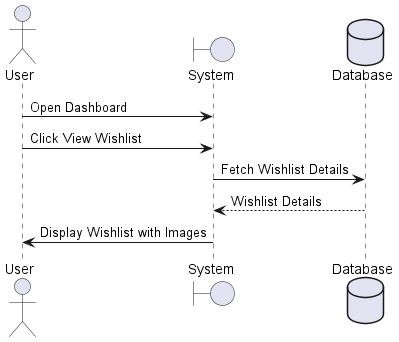 User
System
Database
Open Dashboard
Click View Wishlist
Fetch Wishlist Details
Wishlist Details
Display Wishlist with Images
User
System
Database